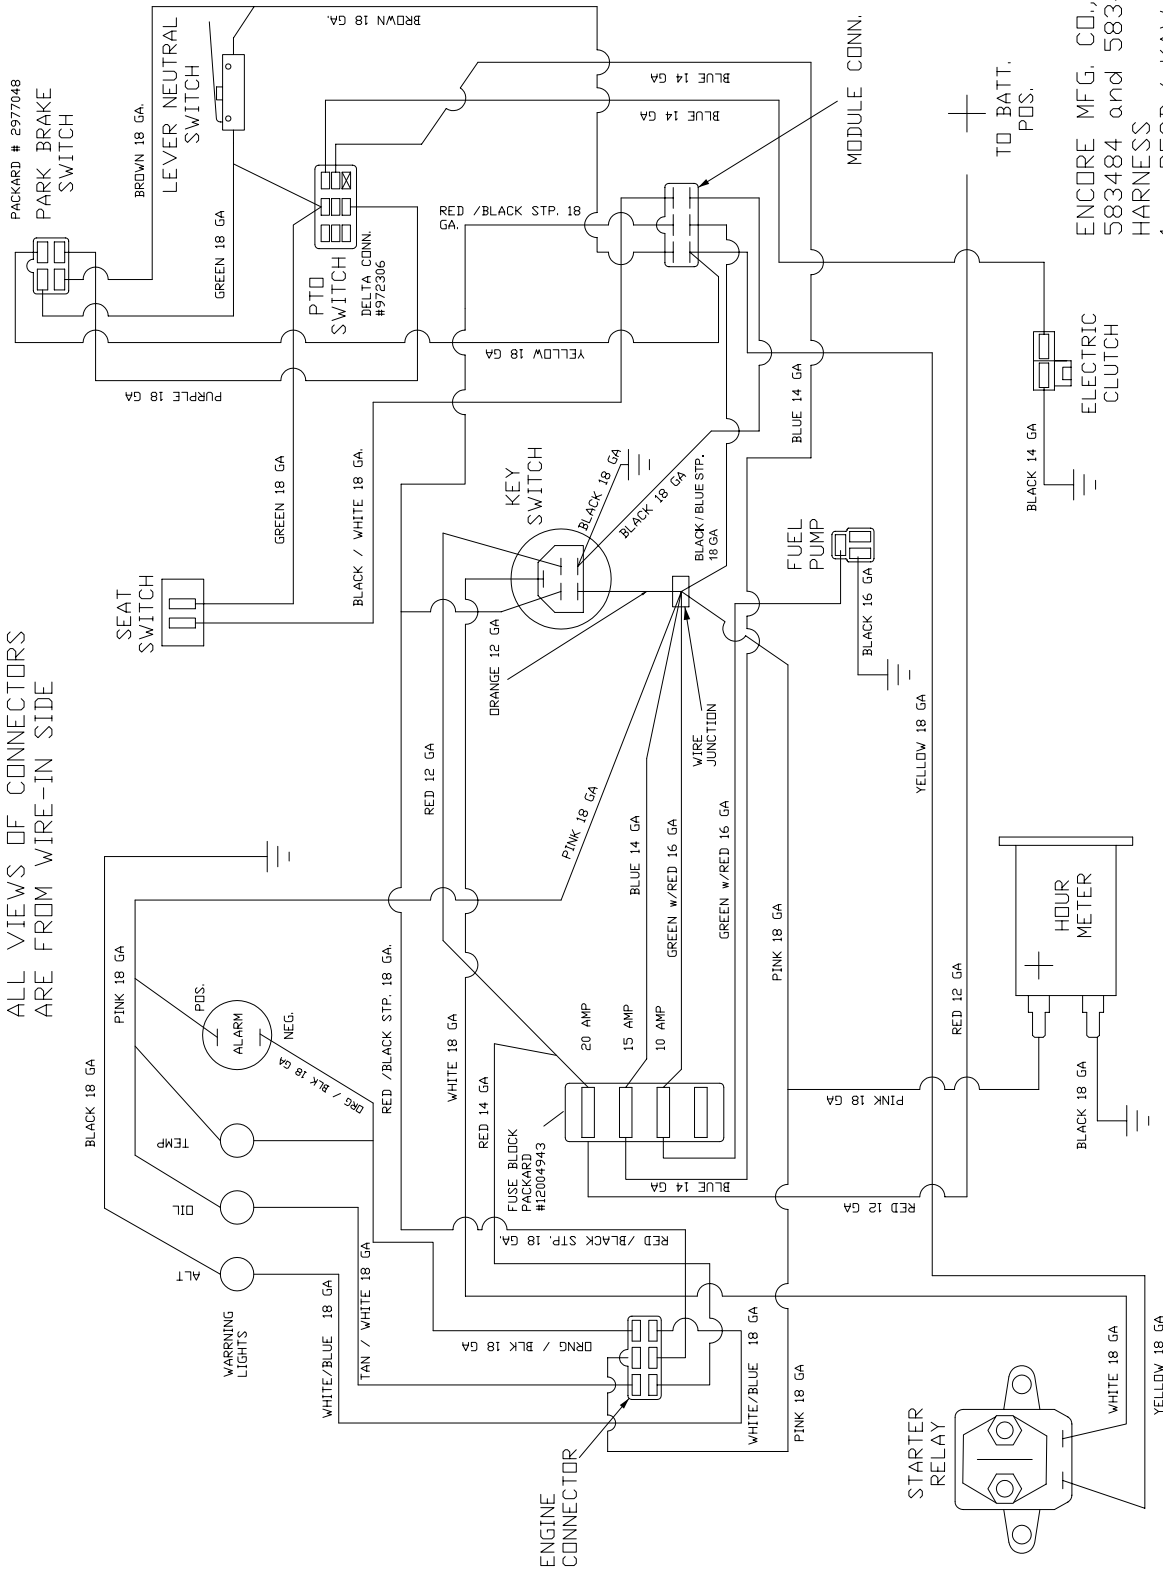 ALL VIEWS OF CONNECTORS
ARE FROM WIRE-IN SIDE
PACKARD # 2977048
PARK BRAKE
SWITCH
BROWN 18 GA.
LEVER NEUTRAL
SWITCH
BROWN 18 GA.
GREEN 18 GA
PTO
SWITCH
DELTA CONN.
#972306
PURPLE 18 GA
YELLOW 18 GA
RED /BLACK STP. 18
GA.
BLUE 14 GA
BLUE 14 GA
MODULE CONN.
TO BATT.
POS.
ENCORE MFG. CO.,
583484 and
HARNESS
SEAT
SWITCH
GREEN 18 GA
BLACK / WHITE 18 GA.
KEY
SWITCH
BLACK 18 GA
BLACK 18 GA
BLACK / BLUE STP.
18 GA
BLUE 14 GA
ELECTRIC
CLUTCH
BLACK 14 GA
FUEL
PUMP
BLACK 16 GA
ORANGE 12 GA
WIRE
JUNCTION
RED 12 GA
PINK 18 GA
BLUE 14 GA
GREEN w/RED 16 GA
GREEN w/RED 16 GA
PINK 18 GA
YELLOW 18 GA
RED 12 GA
HOUR
METER
+
BLACK 18 GA
PINK 18 GA
BLACK 18 GA
PINK 18 GA
POS.
ALARM
NEG.
ORG / BLK 18 GA
TEMP
OIL
ALT
WARRNING
LIGHTS
RED /BLACK STP. 18 GA.
WHITE 18 GA
RED 14 GA
20 AMP
15 AMP
10 AMP
FUSE BLOCK
PACKARD
#12004943
BLUE 14 GA
RED 12 GA
RED /BLACK STP. 18 GA.
WHITE/BLUE 18 GA
TAN / WHITE 18 GA
ORNG / BLK 18 GA
WHITE/BLUE 18 GA
PINK 18 GA
ENGINE
CONNECTOR
STARTER
RELAY
WHITE 18 GA
YELLOW 18 GA